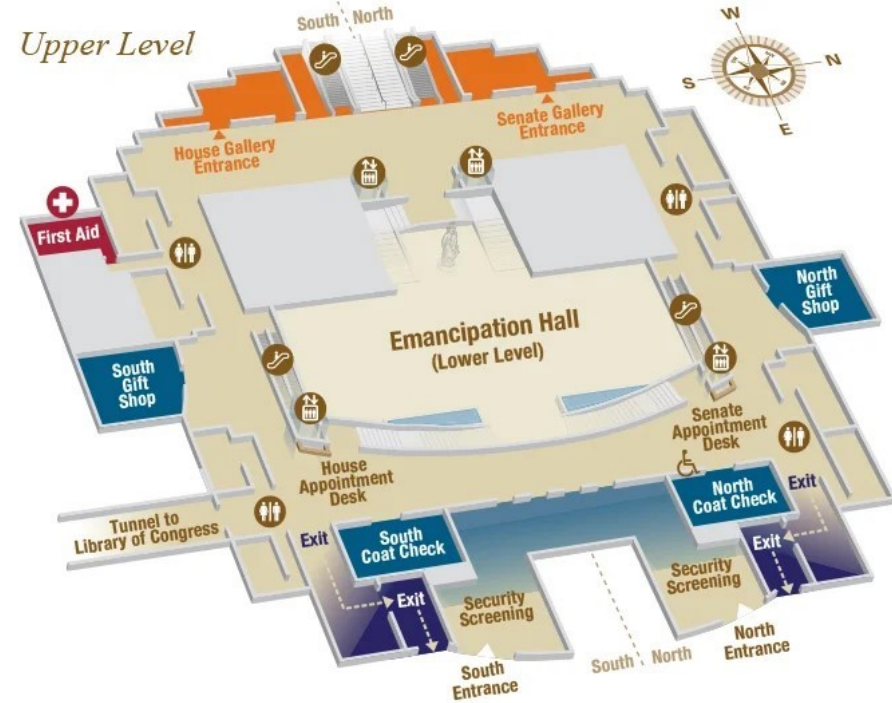 Upper Level
South North
W
N
S
E
House Gallery
Entrance
Senate Gallery
Entrance
First Aid
North
Gift
Shop
Emancipation Hall
(Lower Level)
South
Gift
Shop
Senate
Appointment
Desk
House
Appointment
Desk
North
Coat Check
Exit
Tunnel to
Library of Congress
Exit
South
Coat Check
Exit
Security
Screening
Exit
Security
Screening
North
Entrance
South North
South
Entrance